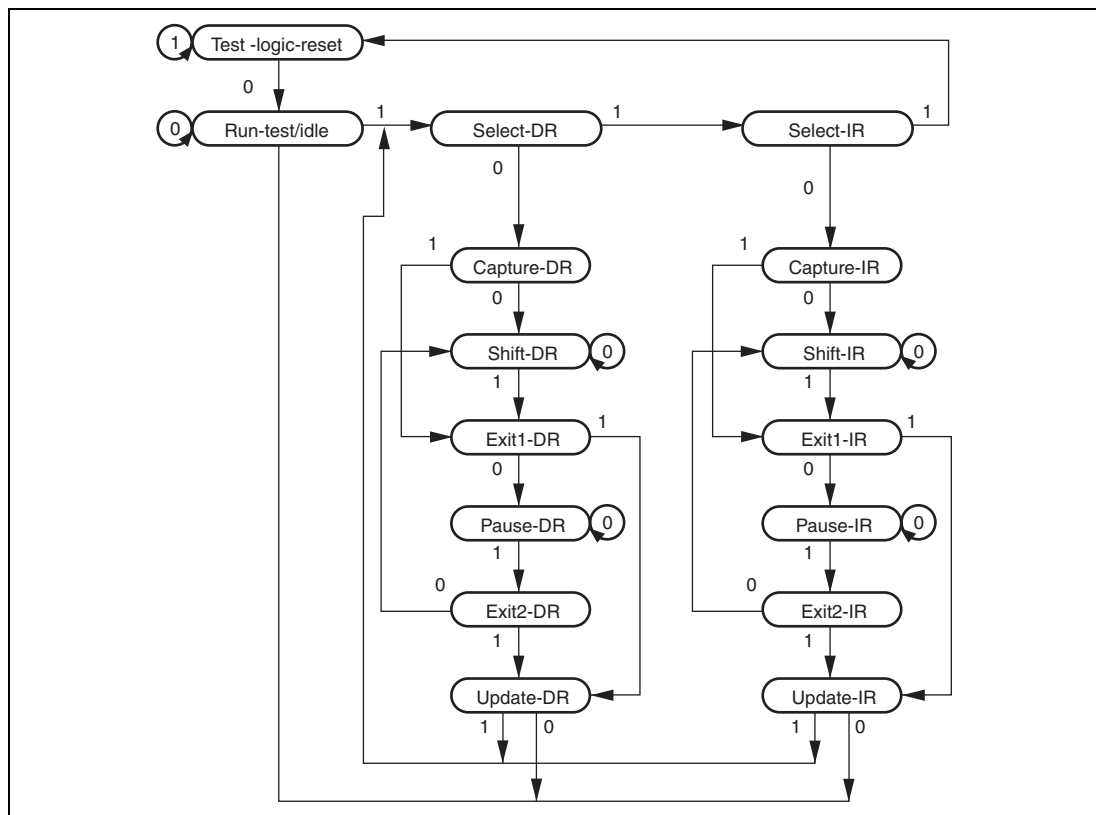 1
Test -logic-reset
0
0
Run-test/idle
1
Select-DR
1
Select-IR
1
0
0
1
Capture-DR
0
1
Capture-IR
0
Shift-DR
0
1
Shift-IR
0
1
Exit1-DR
1
0
Exit1-IR
1
0
Pause-DR
0
1
Pause-IR
0
1
0
Exit2-DR
1
0
Exit2-IR
1
Update-DR
1
0
Update-IR
1
0